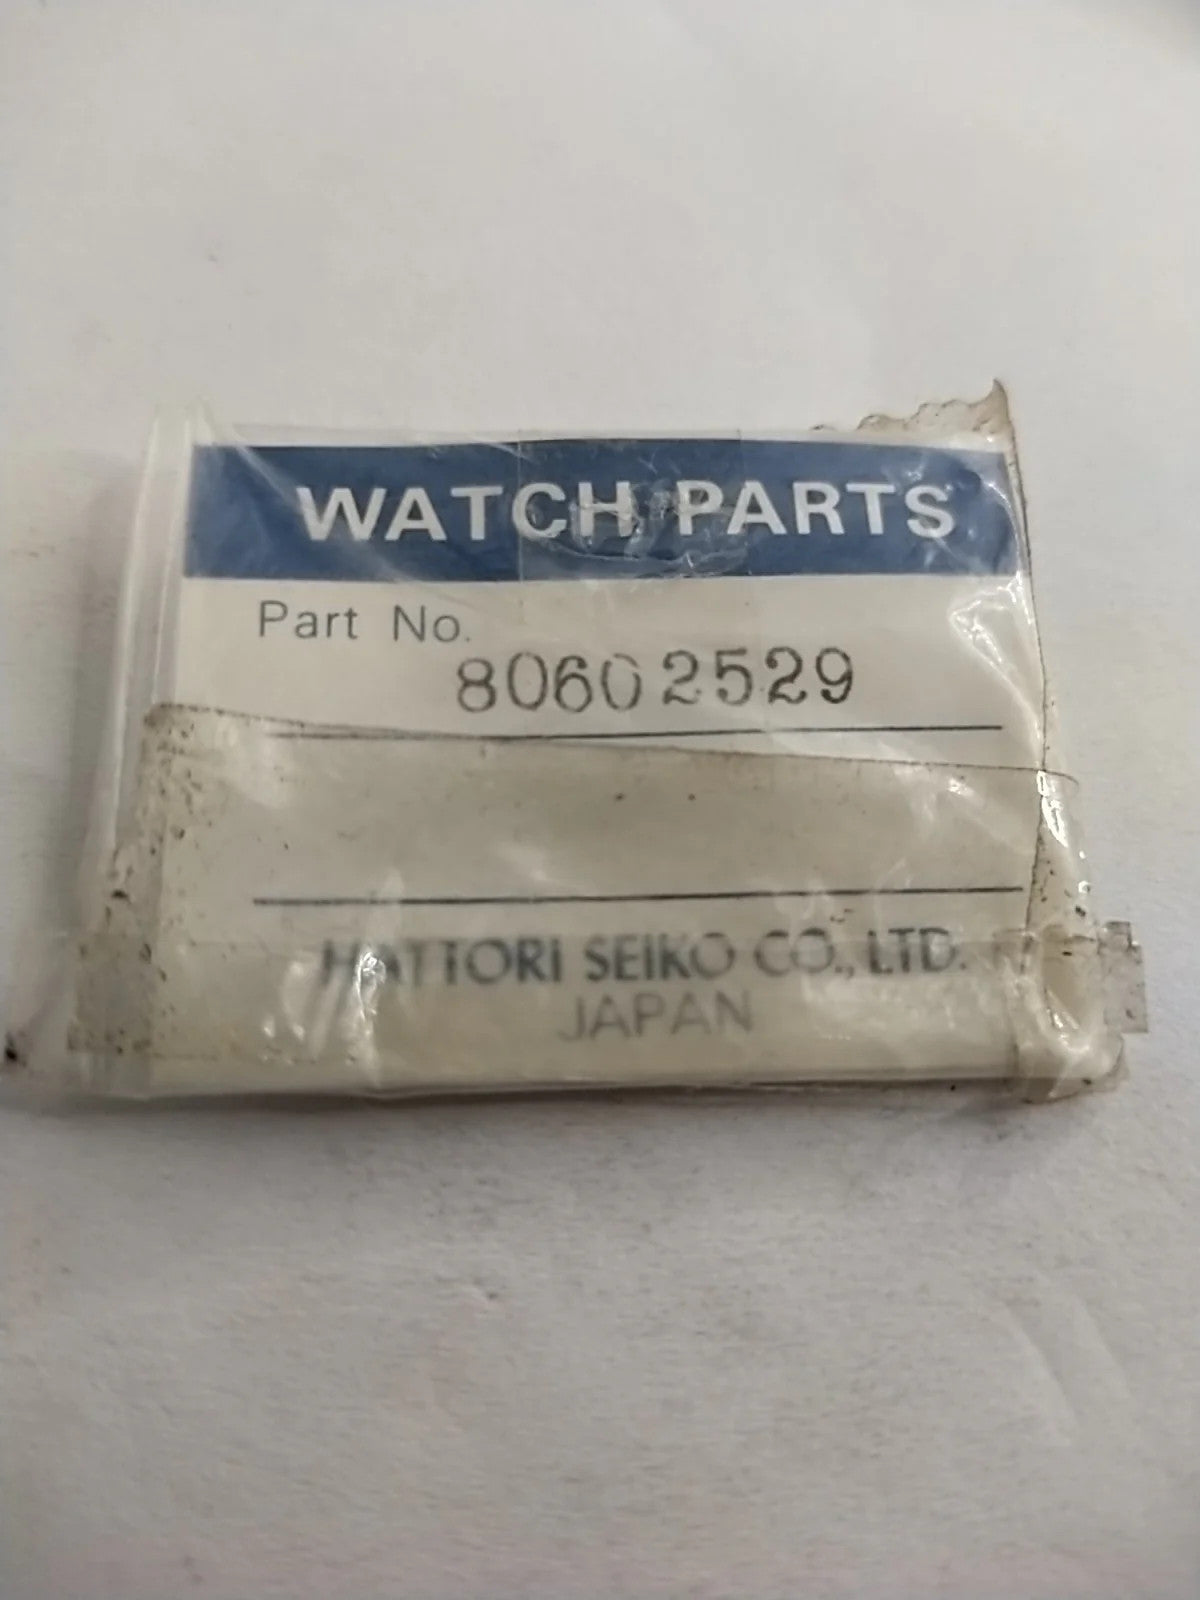 WATCH PARTS
Part No.
80602529
HATTORI SEIKO CO., LTD.
JAPAN